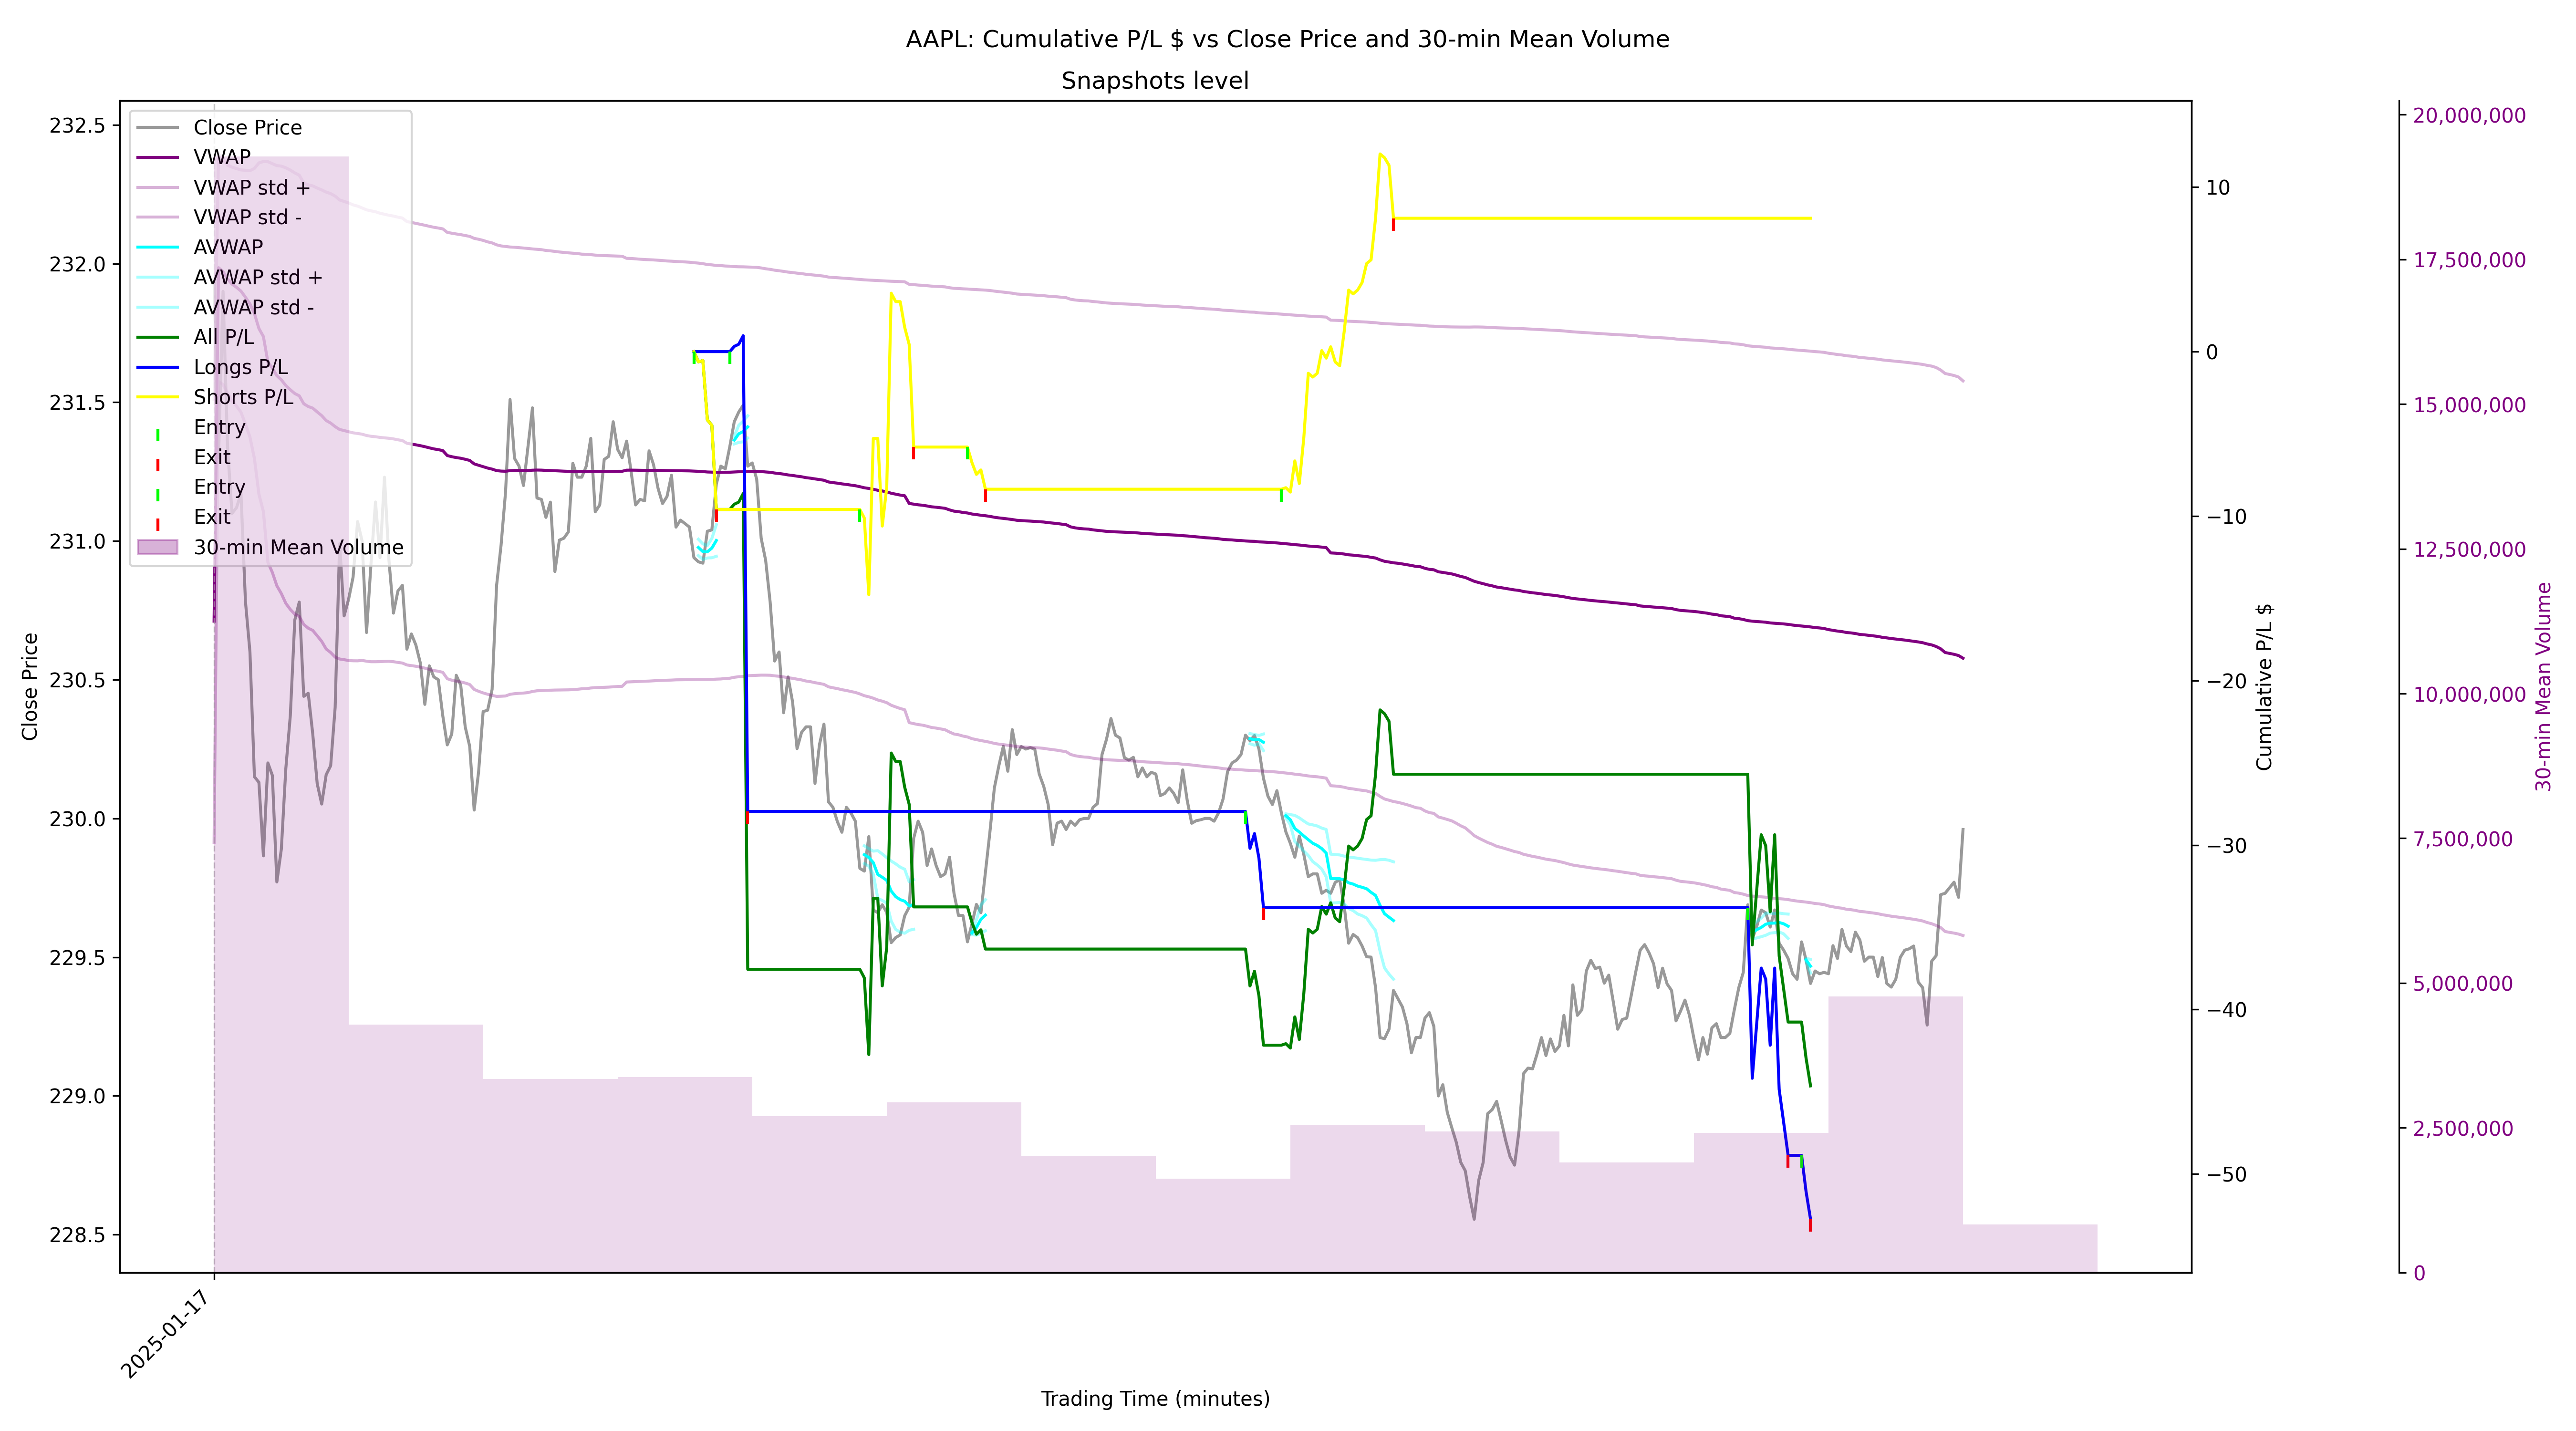 AAPL: Cumulative P/L $ vs Close Price and 30-min Mean Volume
Snapshots level
Close Price
VWAP
VWAP std +
VWAP std -
AVWAP
AVWAP std +
AVWAP std -
All P/L
Longs P/L
Shorts P/L
Entry
Exit
Entry
Exit
30-min Mean Volume
Close Price
232.5
232.0
231.5
231.0
230.5
230.0
229.5
229.0
228.5
10
0
−10
−20
−30
−40
−50
Cumulative P/L $
20,000,000
17,500,000
15,000,000
12,500,000
10,000,000
7,500,000
5,000,000
2,500,000
0
30-min Mean Volume
2025-01-17
Trading Time (minutes)